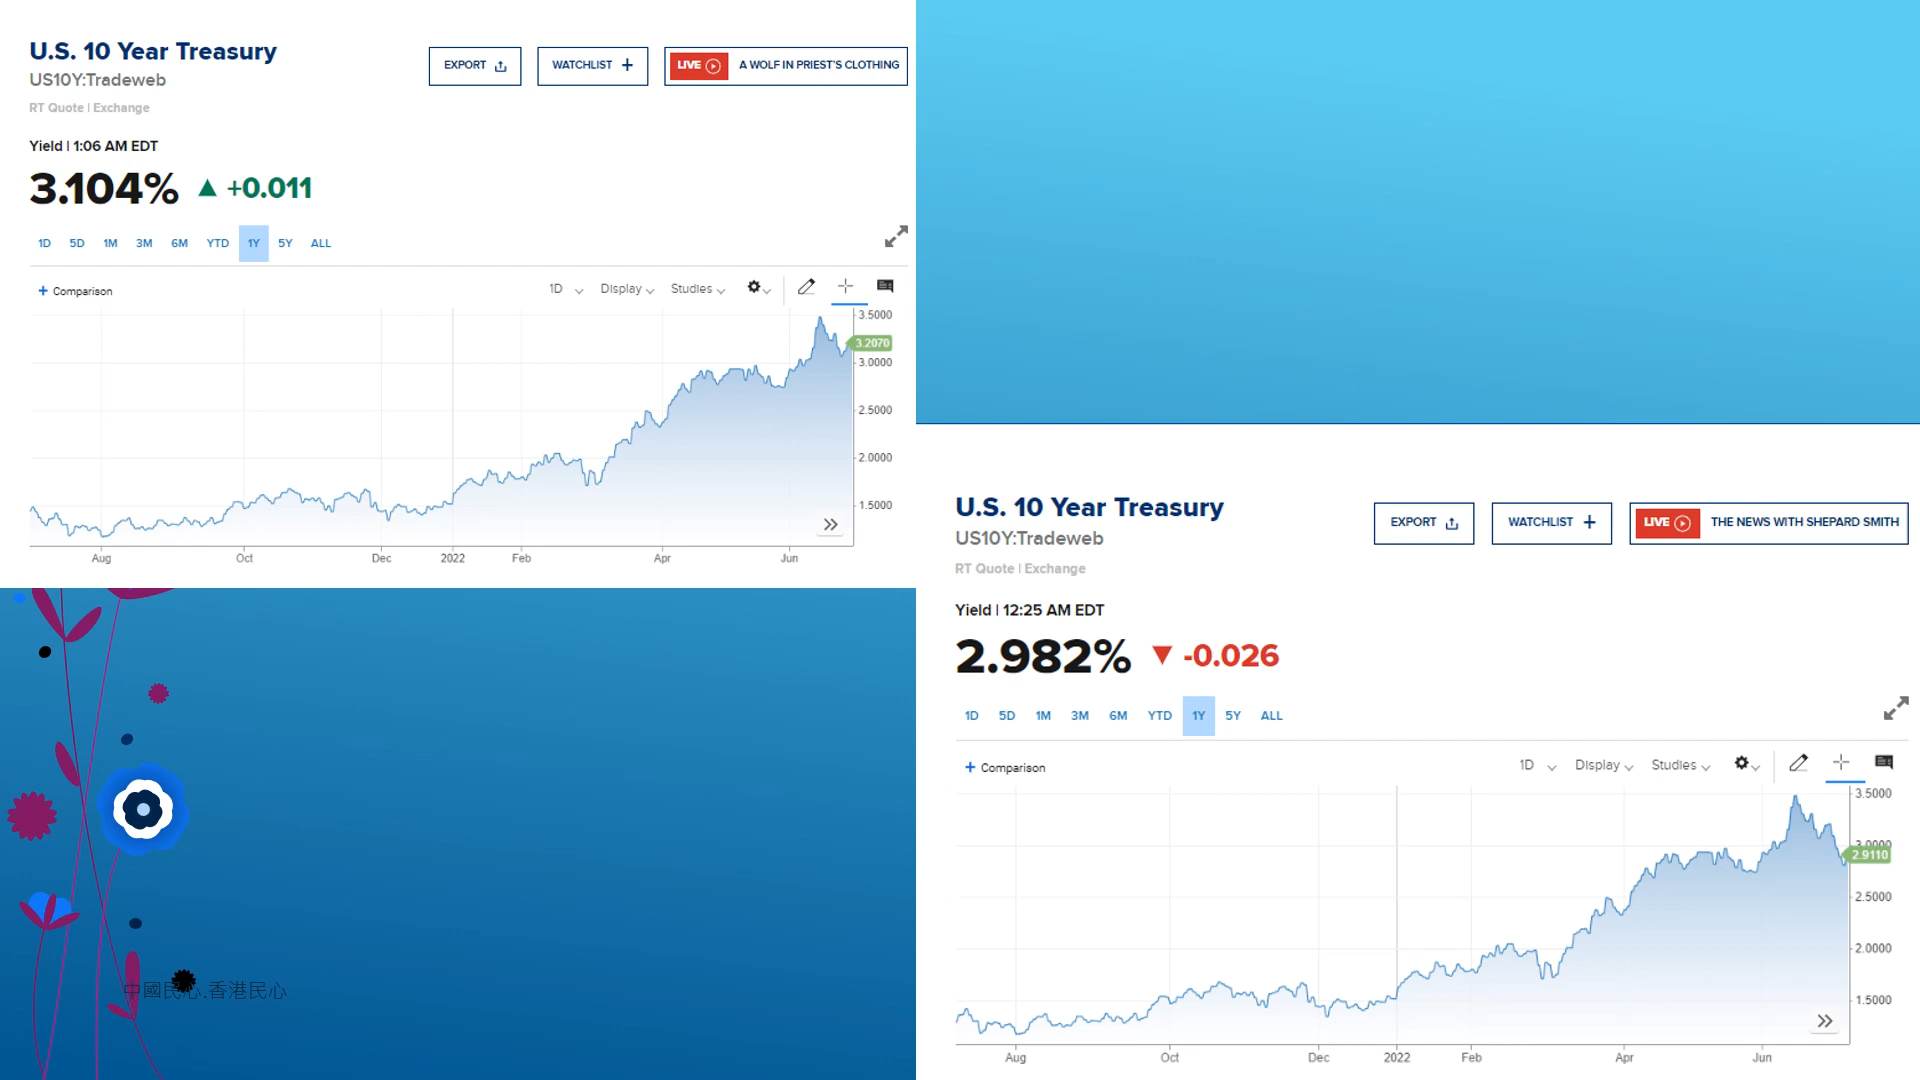 U.S. 10 Year Treasury
US10Y:Tradeweb
RT Quote | Exchange
EXPORT
WATCHLIST +
LIVE A WOLF IN PRIEST'S CLOTHING
Yield | 1:06 AM EDT
3.104% ▲ +0.011
1D 5D 1M 3M 6M YTD 1Y 5Y ALL
+ Comparison
1D Display Studies
3.5000
3.2070
3.0000
2.5000
2.0000
1.5000
Aug Oct Dec 2022 Feb Apr Jun
中國民心.香港民心
U.S. 10 Year Treasury
US10Y:Tradeweb
RT Quote | Exchange
EXPORT
WATCHLIST +
LIVE THE NEWS WITH SHEPARD SMITH
Yield | 12:25 AM EDT
2.982% ▼ -0.026
1D 5D 1M 3M 6M YTD 1Y 5Y ALL
+ Comparison
1D Display Studies
3.5000
3.0000
2.9110
2.5000
2.0000
1.5000
Aug Oct Dec 2022 Feb Apr Jun